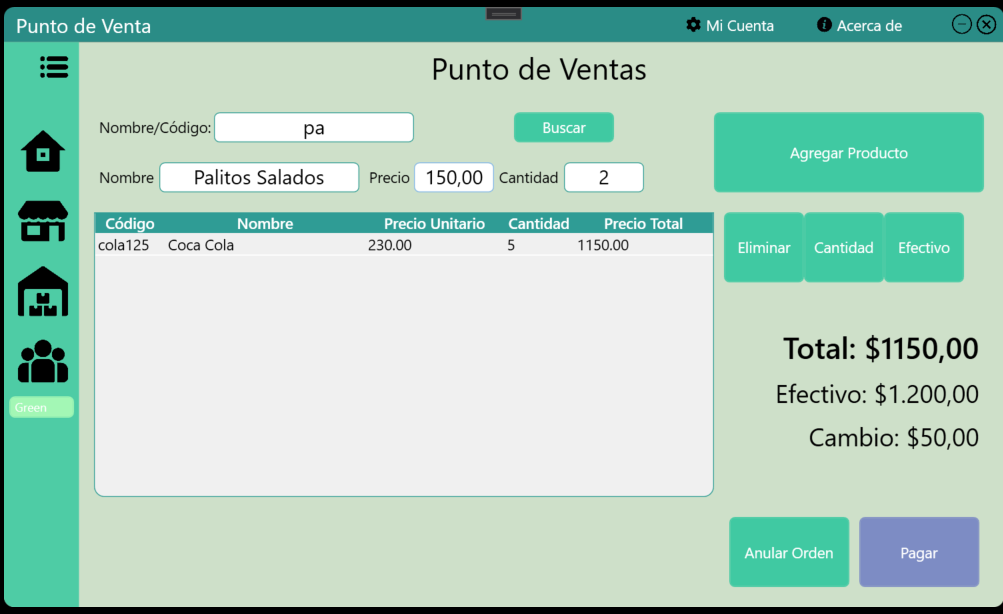 Punto de Venta Mi Cuenta Acerca de
Punto de Ventas
Nombre/Código: pa Buscar
Agregar Producto
Nombre Palitos Salados Precio 150,00 Cantidad 2
Código Nombre Precio Unitario Cantidad Precio Total
cola125 Coca Cola 230.00 5 1150.00
Eliminar Cantidad Efectivo
Total: $1150,00
Efectivo: $1.200,00
Cambio: $50,00
Green
Anular Orden Pagar